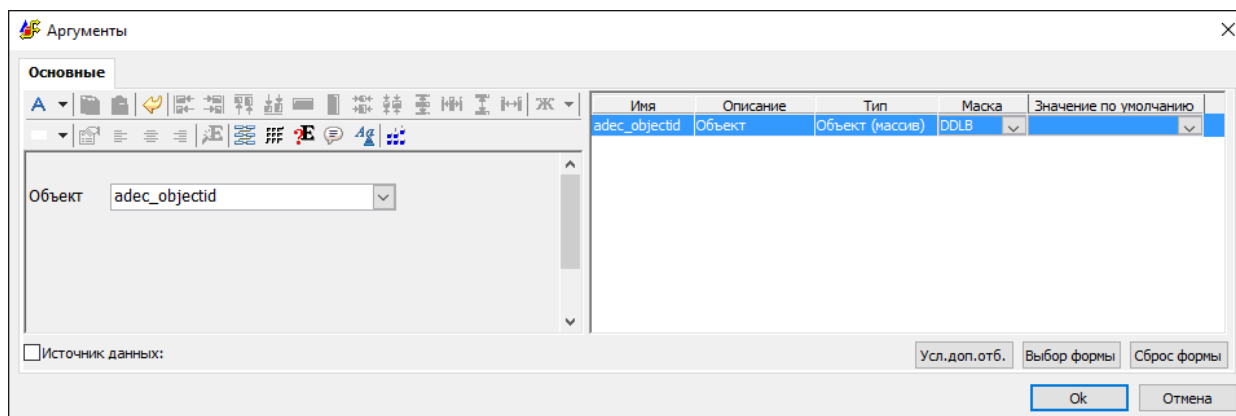 Аргументы
Основные
A
Ж
?E
Ag
Имя Описание Тип Маска Значение по умолчанию
adec_objectid Объект Объект (массив) DDLB
Объект adec_objectid
Источник данных:
Усл.доп.отб. Выбор формы Сброс формы
Ok Отмена